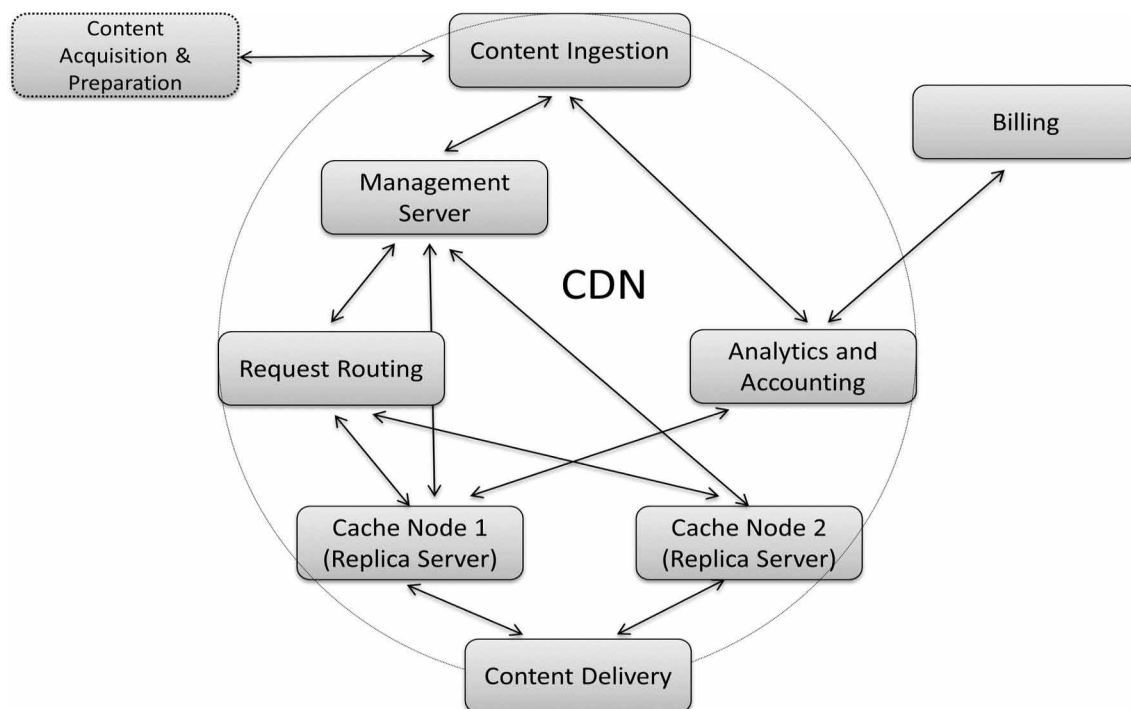 Content
Acquisition &
Preparation
Content Ingestion
Billing
Management
Server
CDN
Request Routing
Analytics and
Accounting
Cache Node 1
(Replica Server)
Cache Node 2
(Replica Server)
Content Delivery